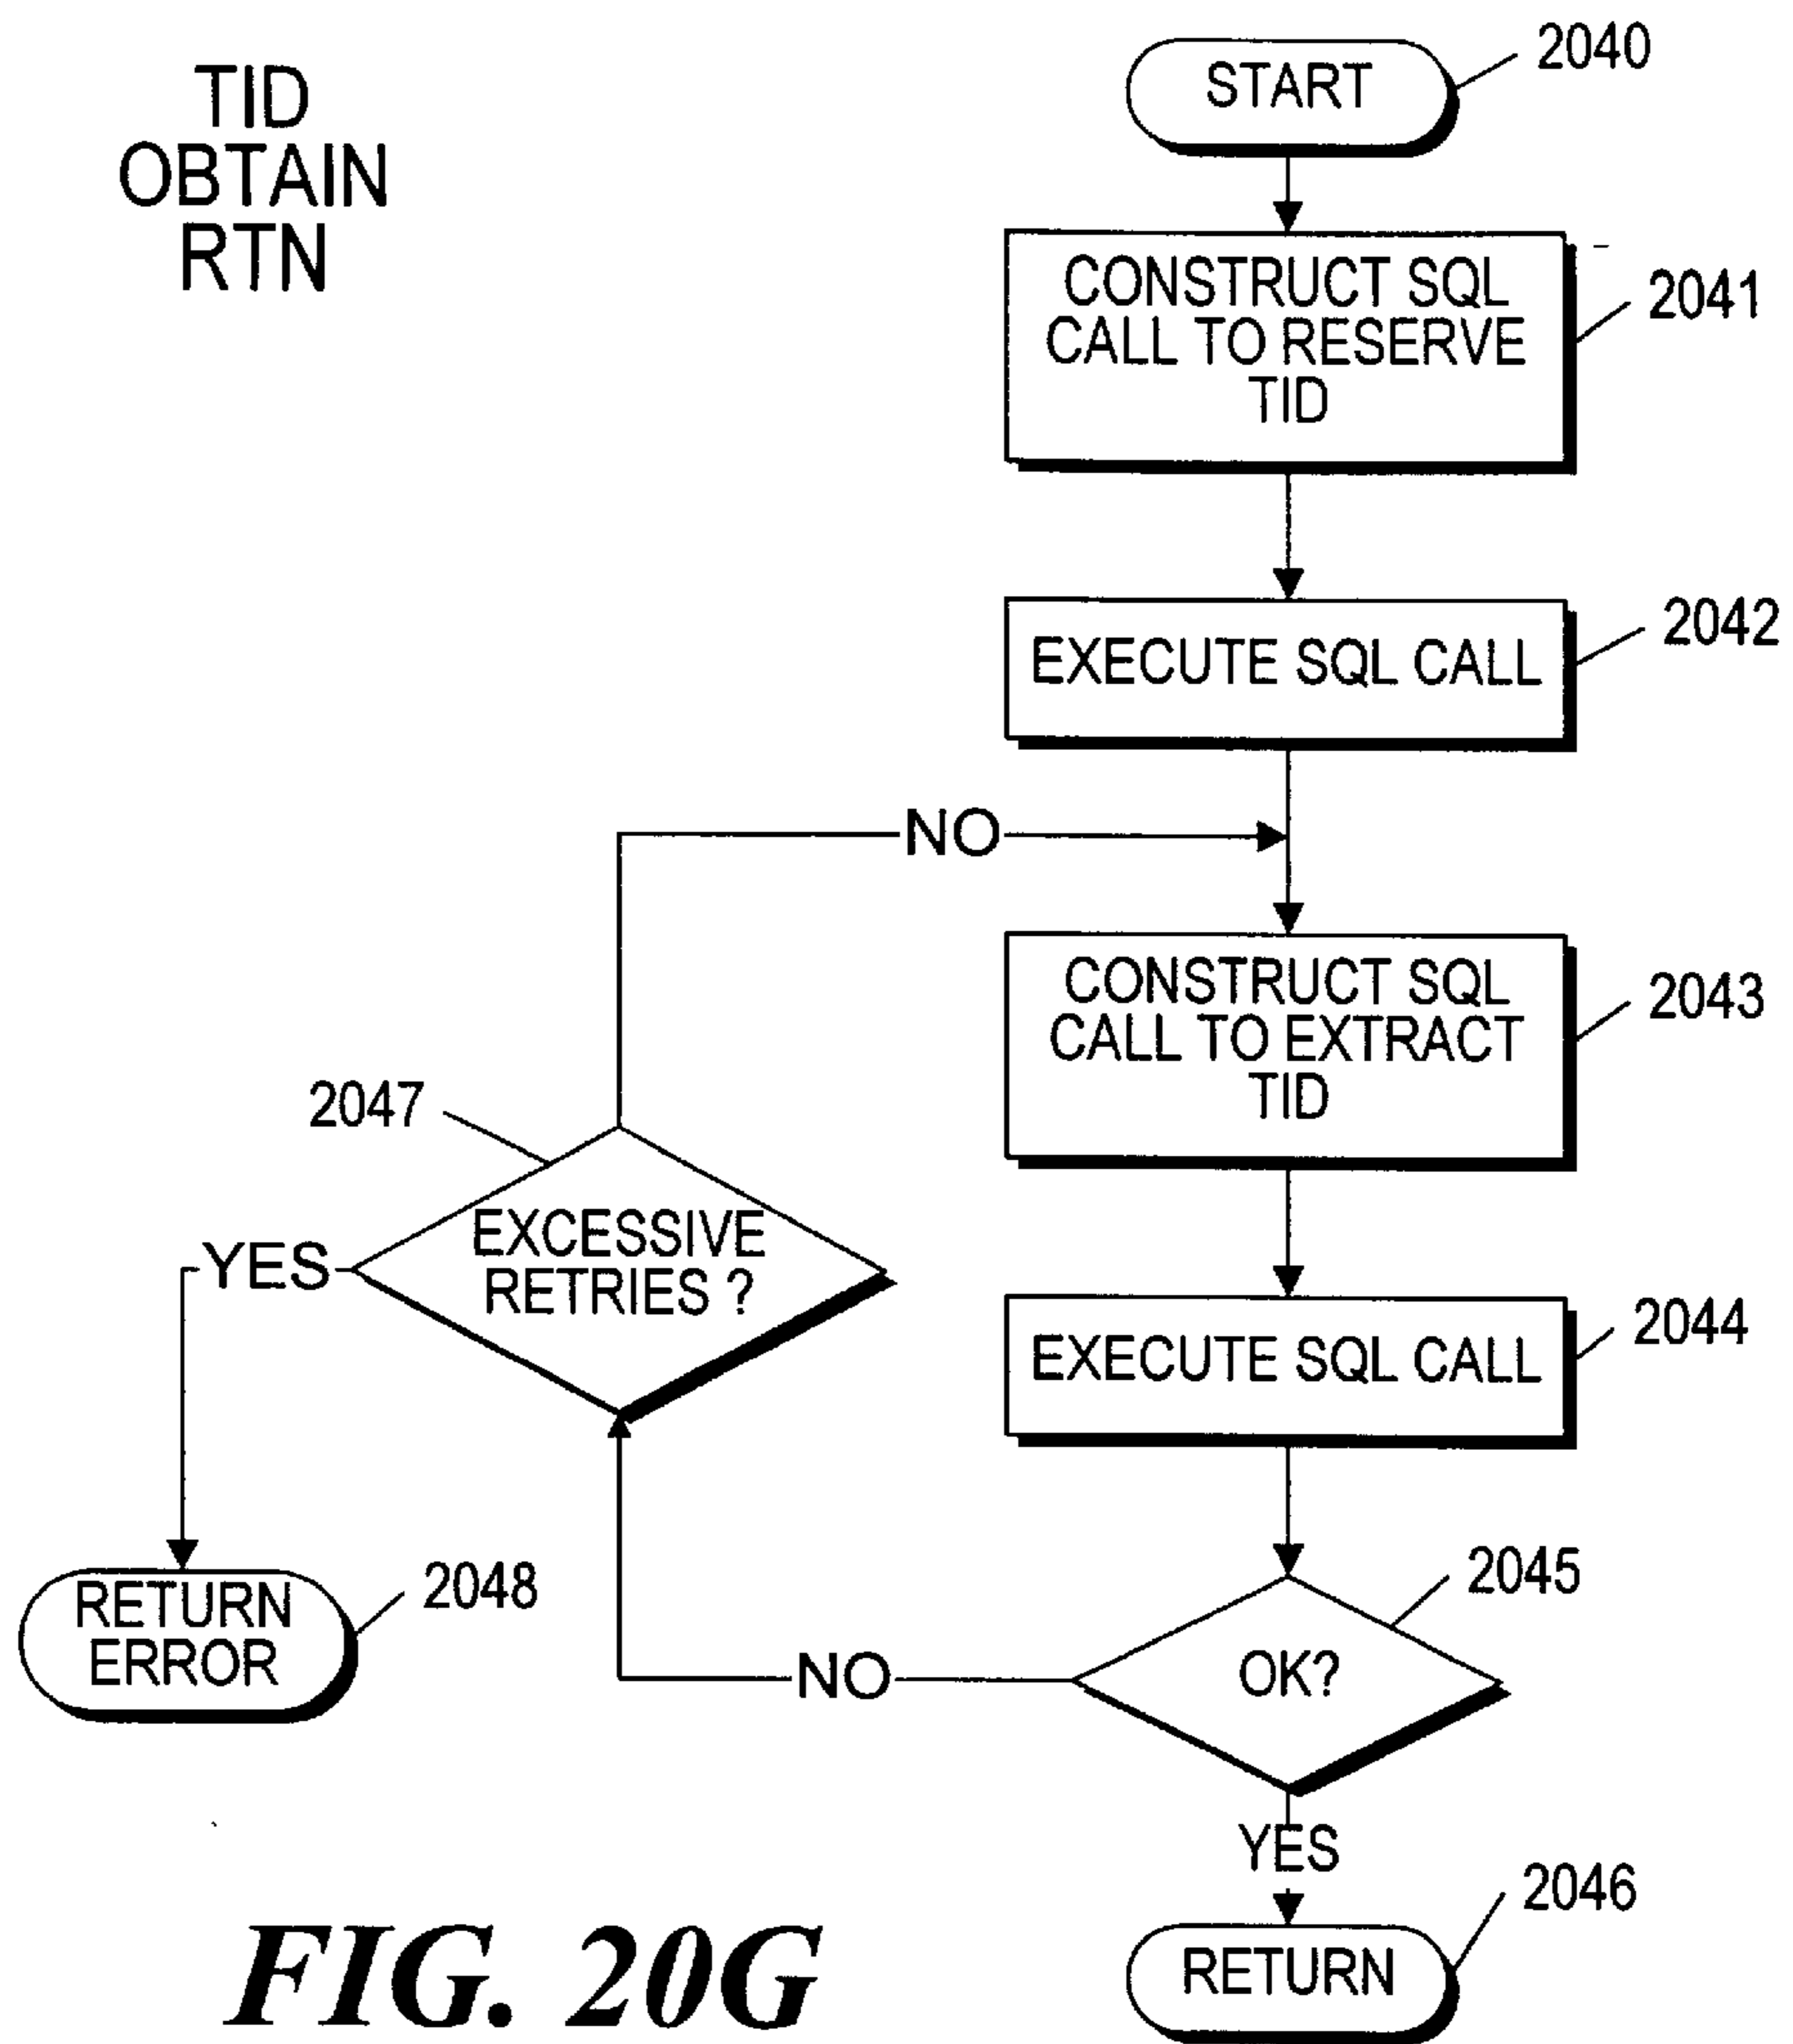 TID
OBTAIN
RTN
START
2040
CONSTRUCT SQL
CALL TO RESERVE
TID
2041
EXECUTE SQL CALL
2042
NO
CONSTRUCT SQL
CALL TO EXTRACT
TID
2043
2047
EXCESSIVE
RETRIES ?
YES
EXECUTE SQL CALL
2044
RETURN
ERROR
2048
OK?
2045
NO
YES
RETURN
2046
FIG. 20G